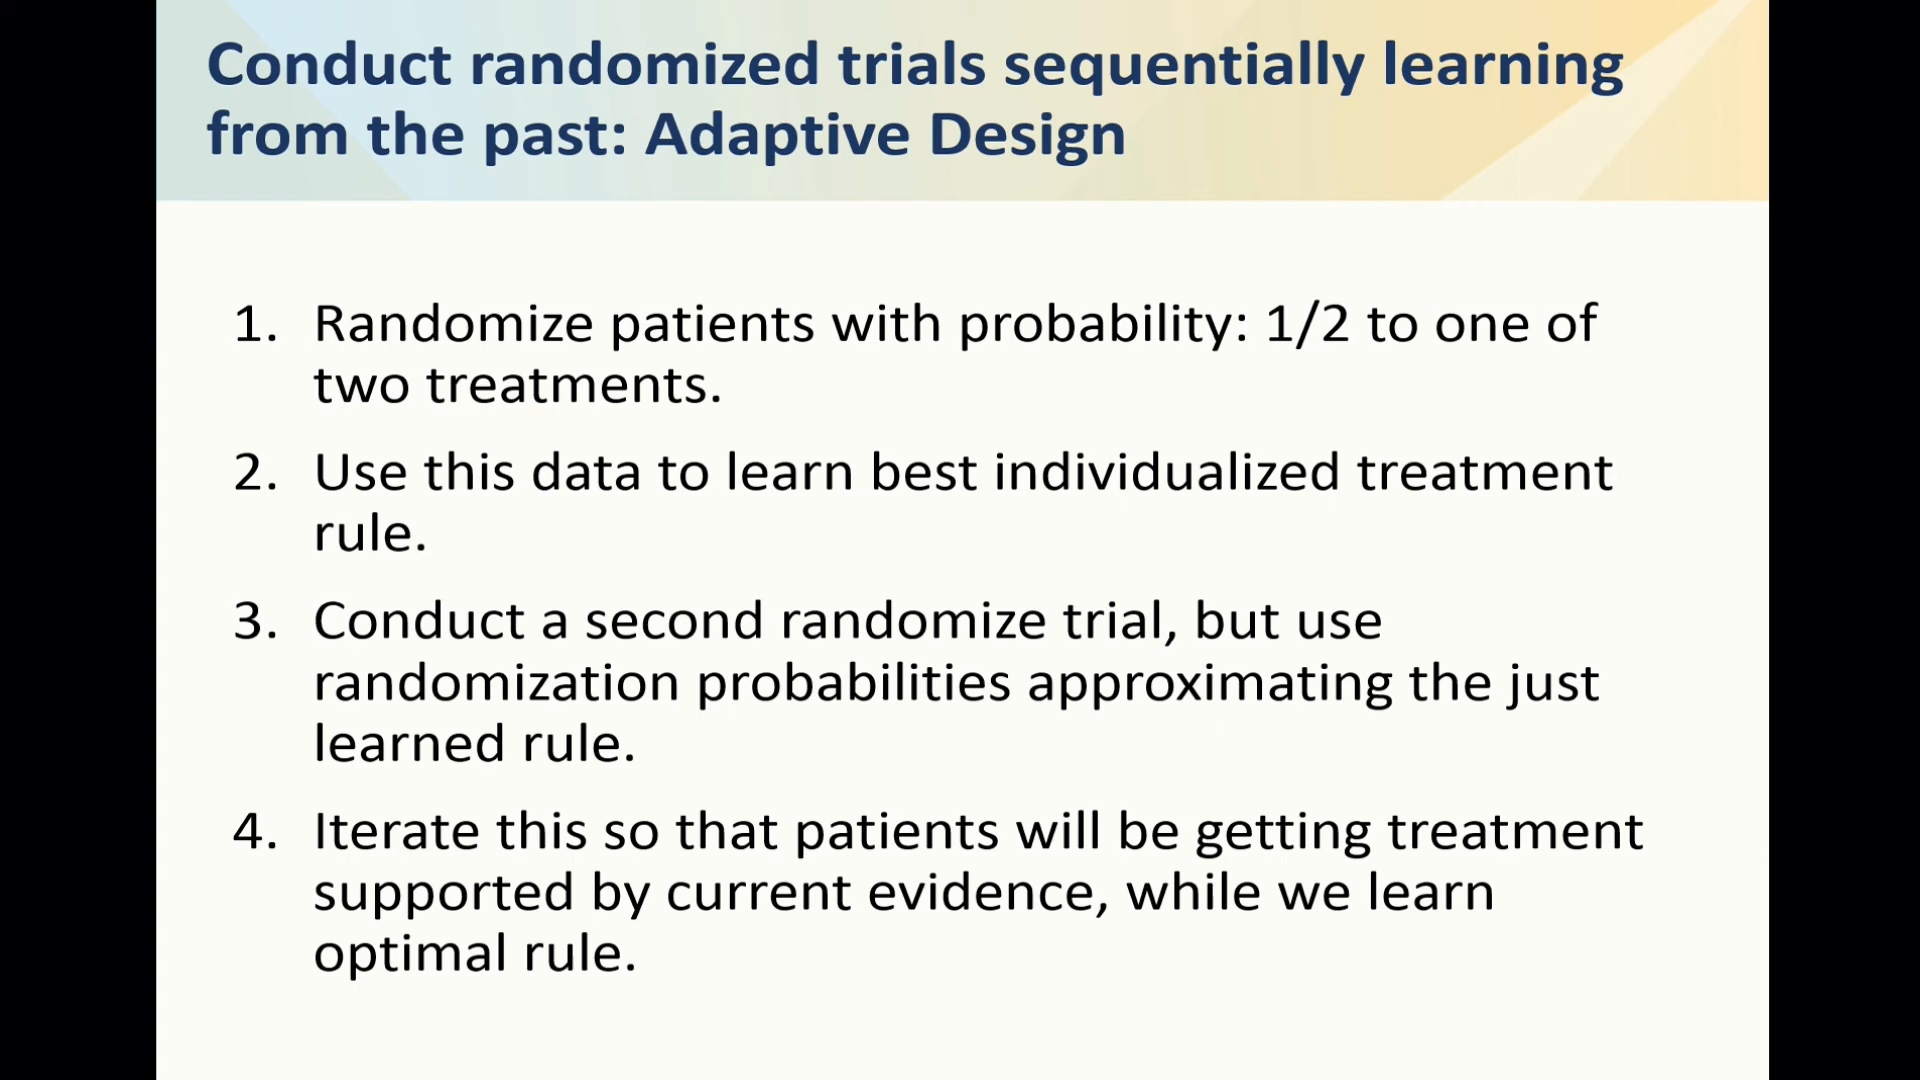 Conduct randomized trials sequentially learning
from the past: Adaptive Design
1. Randomize patients with probability: 1/2 to one of
two treatments.
2. Use this data to learn best individualized treatment
rule.
3. Conduct a second randomize trial, but use
randomization probabilities approximating the just
learned rule.
4. Iterate this so that patients will be getting treatment
supported by current evidence, while we learn
optimal rule.